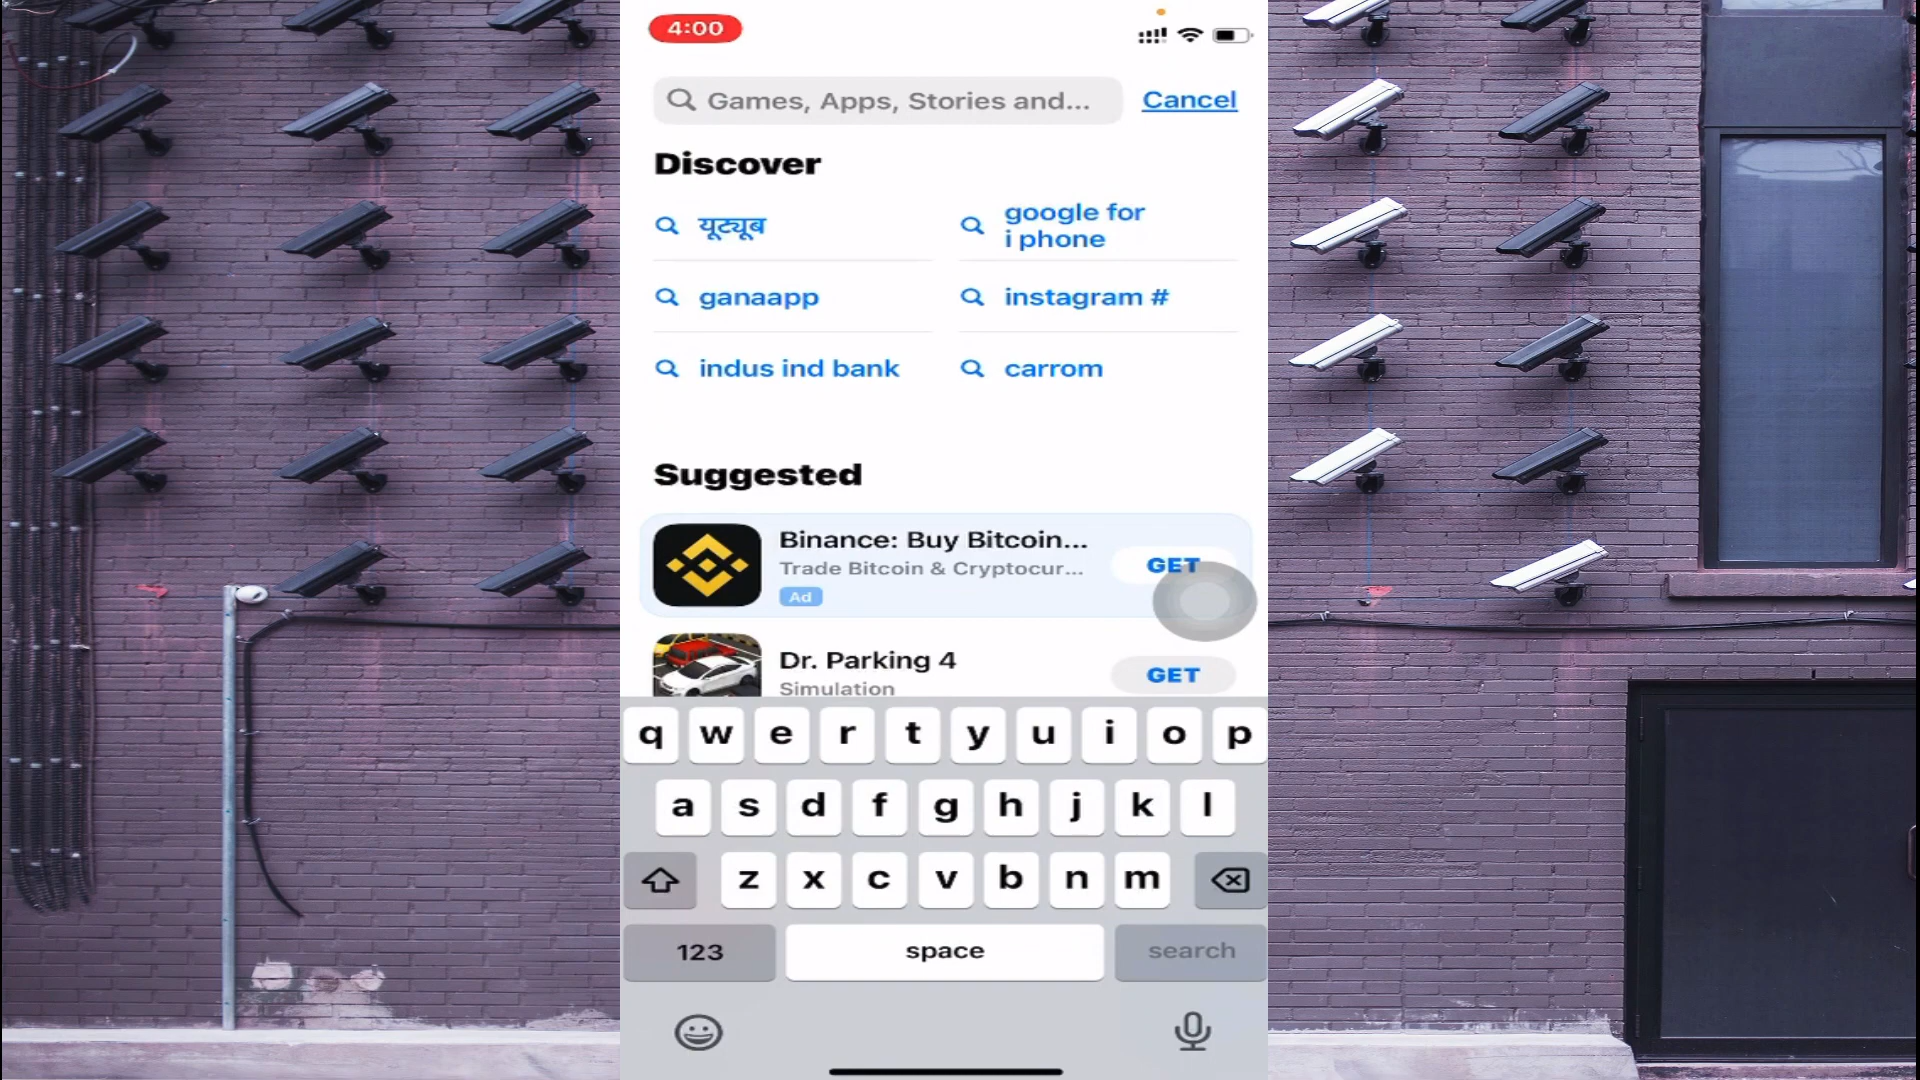 4:00
Games, Apps, Stories and...
Cancel
Discover
यूट्यूब
google for
i phone
ganaapp
instagram #
indus ind bank
carrom
Suggested
Binance: Buy Bitcoin...
Trade Bitcoin & Cryptocur...
Ad
GET
Dr. Parking 4
Simulation
GET
q w e r t y u i o p
a s d f g h j k l
z x c v b n m
123 space search